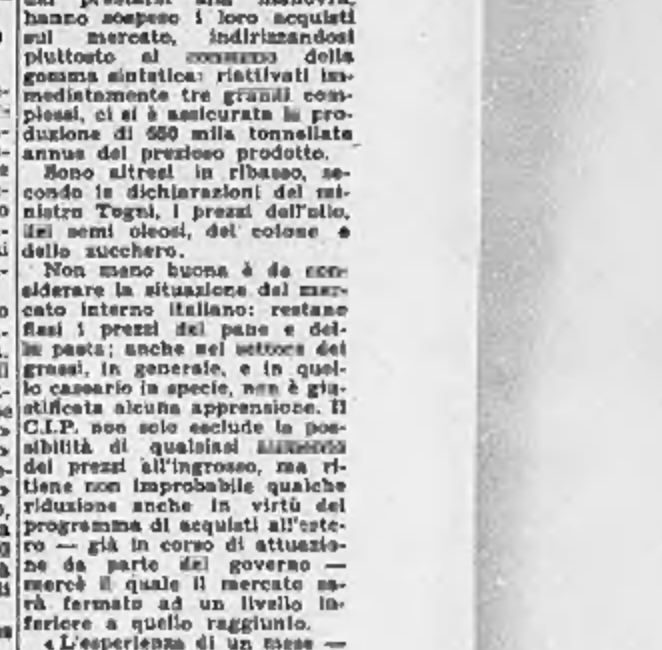 hanno sospeso i loro acquisti
sul mercato, indirizzandosi
piuttosto al consumo della
gomma sintetica: riattivati im-
mediatamente tre grandi com-
plessi, ci si è assicurata la pro-
duzione di 650 mila tonnellate
annue del prezioso prodotto.
Sono altresì in ribasso, se-
condo le dichiarazioni del mi-
nistro Togni, i prezzi dell'olio,
dei semi oleosi, del cotone e
dello zucchero.
Non meno buona è da con-
siderare la situazione del mer-
cato interno italiano: restano
fissi i prezzi del pane e del-
la pasta; anche nel settore dei
grassi, in generale, e in quel-
lo caseario in specie, non è giu-
stificata alcuna apprensione. Il
C.I.P. non solo esclude la pos-
sibilità di qualsiasi aumento
dei prezzi all'ingrosso, ma ri-
tiene non improbabile qualche
riduzione anche in virtù del
programma di acquisti all'este-
ro — già in corso di attuazio-
ne da parte del governo —
mercè il quale il mercato sa-
rà fermato ad un livello in-
feriore a quello raggiunto.
« L'esperienza di un mese —